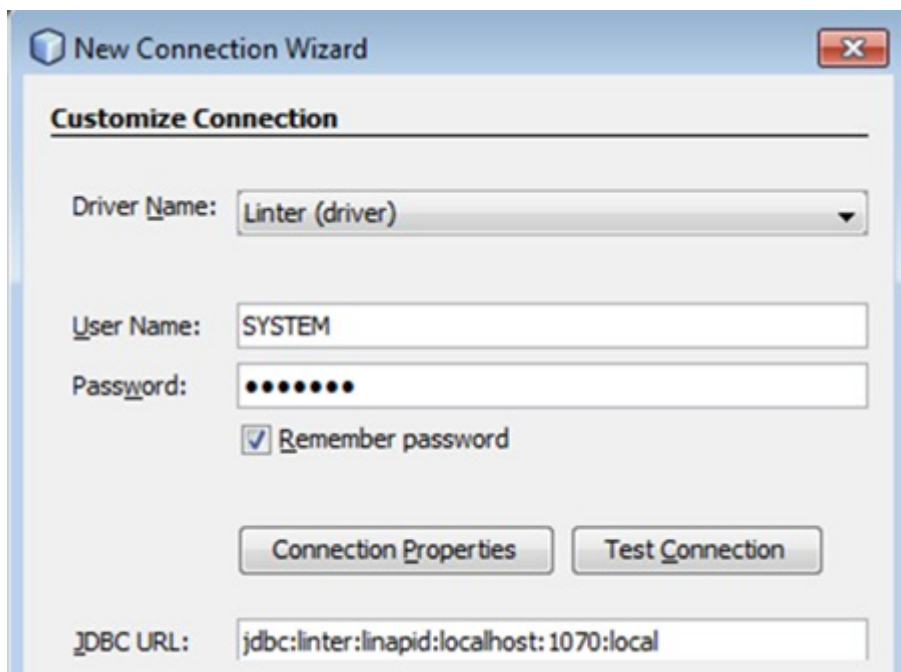 New Connection Wizard
Customize Connection
Driver Name: Linter (driver)
User Name: SYSTEM
Password: •••••••
Remember password
Connection Properties Test Connection
JDBC URL: jdbc:linter:linapid:localhost:1070:local